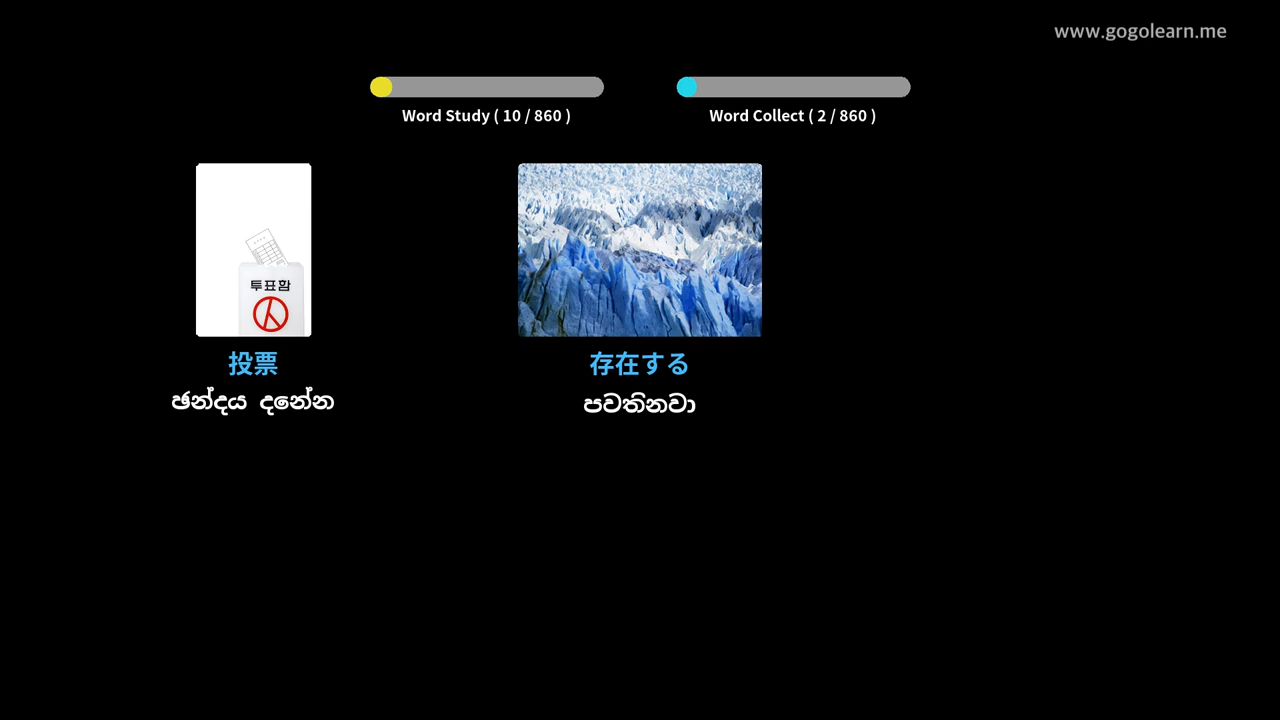 www.gogolearn.me
Word Study ( 10 / 860 )
Word Collect ( 2 / 860 )
투표함
投票
ඡන්දය දනේන
存在する
පවතිනවා